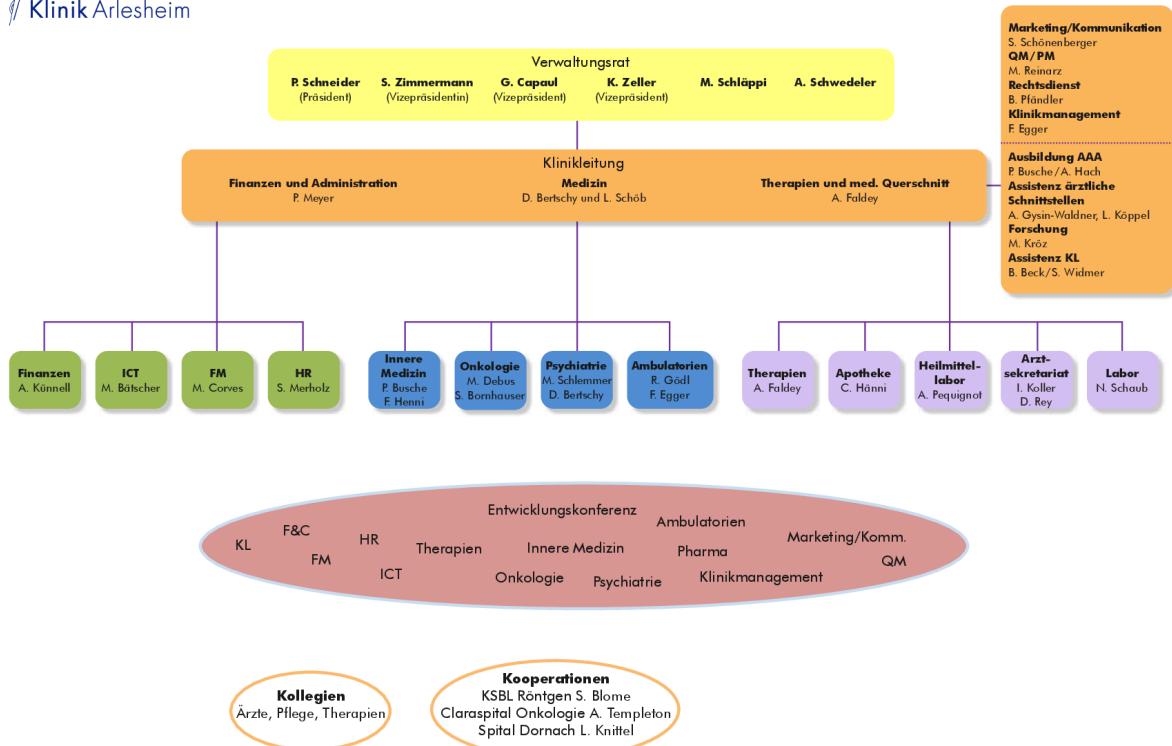 Klinik Arlesheim
Verwaltungsrat
P. Schneider
(Präsident)
S. Zimmermann
(Vizepräsidentin)
G. Capaul
(Vizepräsident)
K. Zeller
(Vizepräsident)
M. Schläppi
A. Schwedeler
Klinikleitung
Finanzen und Administration
P. Meyer
Medizin
D. Bertschy und L. Schöb
Therapien und med. Querschnitt
A. Faldey
Marketing/Kommunikation
S. Schönenberger
QM/PM
M. Reinarz
Rechtsdienst
B. Pfändler
Klinikmanagement
F. Egger
Ausbildung AAA
P. Busche/A. Hach
Assistenz ärztliche
Schnittstellen
A. Gysin-Waldner, L. Köppel
Forschung
M. Kröz
Assistenz KL
B. Beck/S. Widmer
Finanzen
A. Künnell
ICT
M. Bätscher
FM
M. Corves
HR
S. Merholz
Innere
Medizin
P. Busche
F. Henni
Onkologie
M. Debus
S. Bornhauser
Psychiatrie
M. Schlemmer
D. Bertschy
Ambulatorien
R. Gödl
F. Egger
Therapien
A. Faldey
Apotheke
C. Hänni
Heilmittel-
labor
A. Pequignot
Arzt-
sekretariat
I. Koller
D. Rey
Labor
N. Schaub
Entwicklungskonferenz
KL
F&C
FM
HR
ICT
Therapien
Innere Medizin
Onkologie
Psychiatrie
Ambulatorien
Pharma
Klinikmanagement
Marketing/Komm.
QM
Kollegien
Ärzte, Pflege, Therapien
Kooperationen
KSBL Röntgen S. Blome
Claraspital Onkologie A. Templeton
Spital Dornach L. Knittel